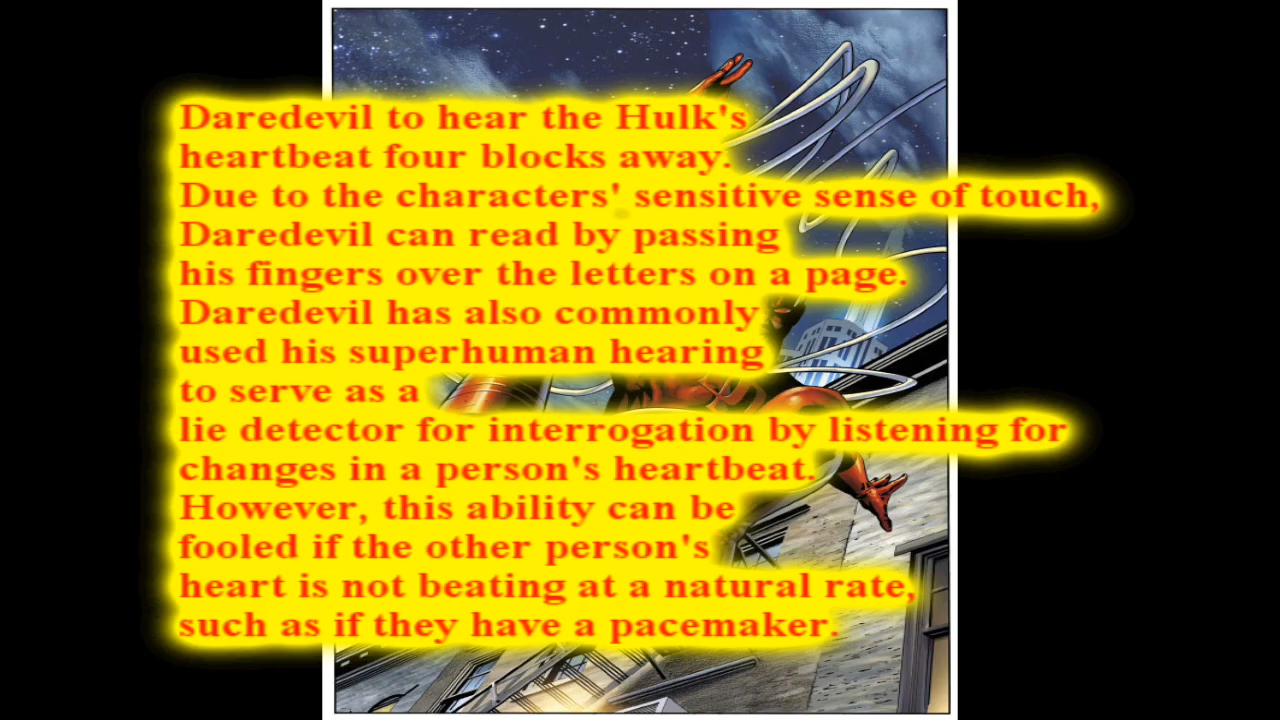 Daredevil to hear the Hulk's
heartbeat four blocks away.
Due to the characters' sensitive sense of touch,
Daredevil can read by passing
his fingers over the letters on a page.
Daredevil has also commonly
used his superhuman hearing
to serve as a
lie detector for interrogation by listening for
changes in a person's heartbeat.
However, this ability can be
fooled if the other person's
heart is not beating at a natural rate,
such as if they have a pacemaker.